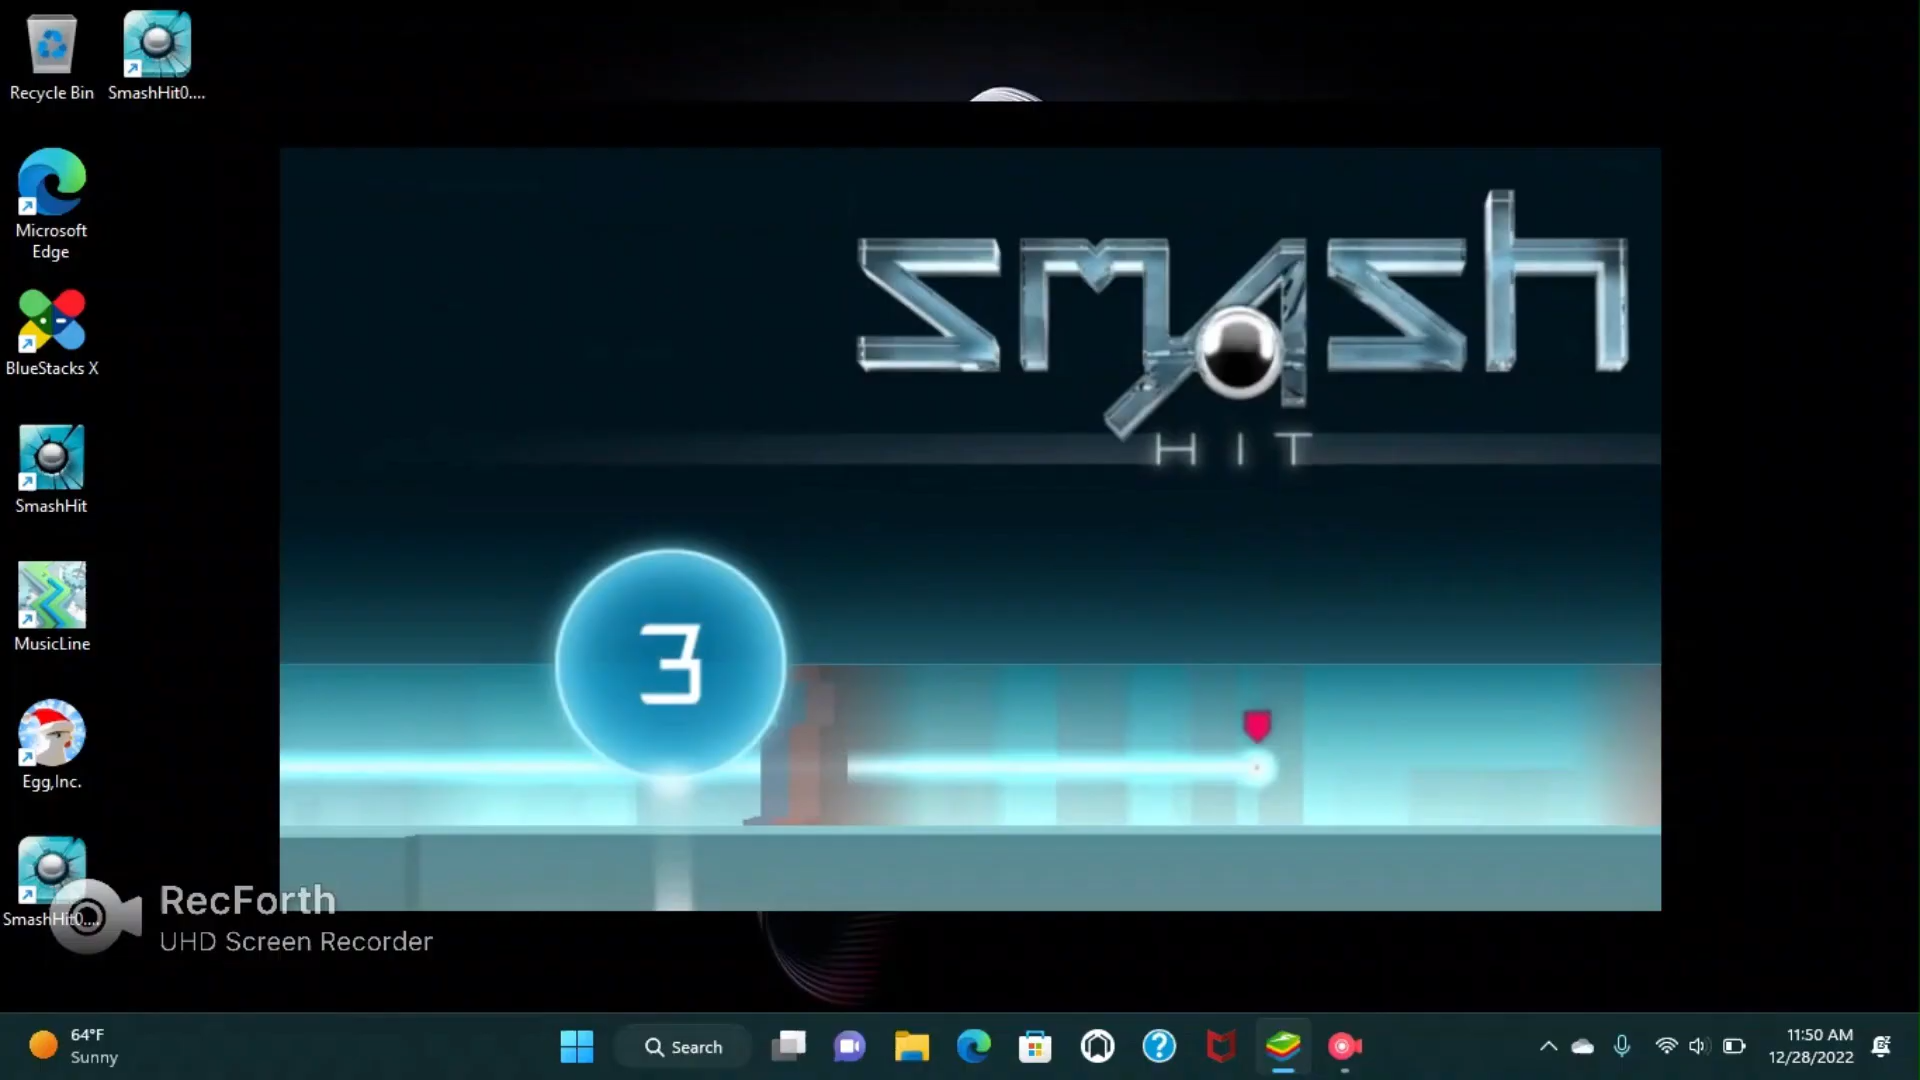 Recycle Bin
SmashHit0....
Microsoft
Edge
BlueStacks X
SmashHit
MusicLine
Egg,Inc.
SmashHit0....
smash
HIT
3
RecForth
UHD Screen Recorder
64°F
Sunny
Search
11:50 AM
12/28/2022